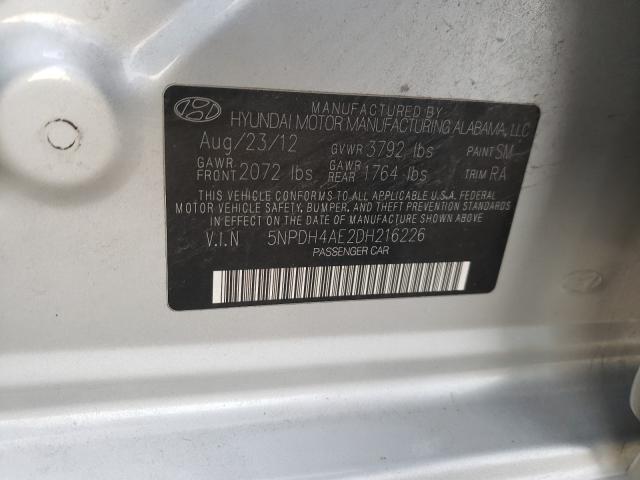 MANUFACTURED BY
HYUNDAI MOTOR MANUFACTURING ALABAMA, LLC
Aug/23/12 GVWR 3792 lbs PAINT SM
GAWR FRONT 2072 lbs GAWR REAR 1764 lbs TRIM RA
THIS VEHICLE CONFORMS TO ALL APPLICABLE U.S.A. FEDERAL
MOTOR VEHICLE SAFETY, BUMPER, AND THEFT PREVENTION
STANDARDS IN EFFECT ON THE DATE OF MANUFACTURE SHOWN ABOVE
V.I.N 5NPDH4AE2DH216226
PASSENGER CAR